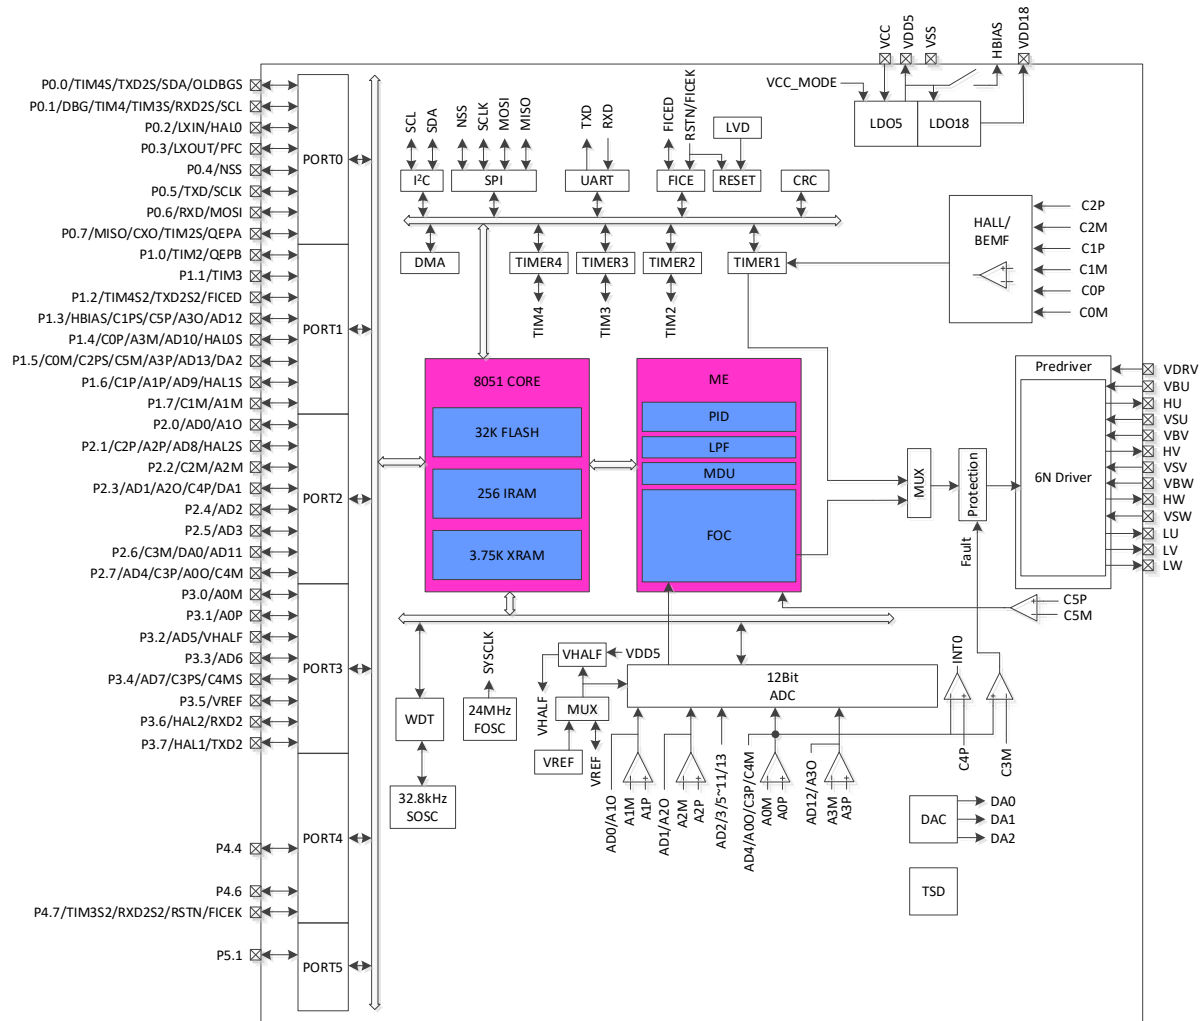 VCC
VDD5
VSS
HBIAS
VDD18
VCC_MODE
LDO5
LDO18
P0.0/TIM4S/TXD2S/SDA/OLDBGS
P0.1/DBG/TIM4/TIM3S/RXD2S/SCL
P0.2/LXIN/HAL0
P0.3/LXOUT/PFC
P0.4/NSS
P0.5/TXD/SCLK
P0.6/RXD/MOSI
P0.7/MISO/CXO/TIM2S/QEPA
P1.0/TIM2/QEPB
P1.1/TIM3
P1.2/TIM4S2/TXD2S2/FICED
P1.3/HBIAS/C1PS/C5P/A3O/AD12
P1.4/C0P/A3M/AD10/HAL0S
P1.5/C0M/C2PS/C5M/A3P/AD13/DA2
P1.6/C1P/A1P/AD9/HAL1S
P1.7/C1M/A1M
P2.0/AD0/A1O
P2.1/C2P/A2P/AD8/HAL2S
P2.2/C2M/A2M
P2.3/AD1/A2O/C4P/DA1
P2.4/AD2
P2.5/AD3
P2.6/C3M/DA0/AD11
P2.7/AD4/C3P/A0O/C4M
P3.0/A0M
P3.1/A0P
P3.2/AD5/VHALF
P3.3/AD6
P3.4/AD7/C3PS/C4MS
P3.5/VREF
P3.6/HAL2/RXD2
P3.7/HAL1/TXD2
P4.4
P4.6
P4.7/TIM3S2/RXD2S2/RSTN/FICEK
P5.1
PORT0
PORT1
PORT2
PORT3
PORT4
PORT5
SCL
SDA
NSS
SCLK
MOSI
MISO
TXD
RXD
FICED
RSTN/FICEK
LVD
I²C
SPI
UART
FICE
RESET
CRC
DMA
TIMER4
TIMER3
TIMER2
TIMER1
TIM4
TIM3
TIM2
HALL/
BEMF
C2P
C2M
C1P
C1M
C0P
C0M
8051 CORE
32K FLASH
256 IRAM
3.75K XRAM
ME
PID
LPF
MDU
FOC
MUX
Protection
Fault
Predriver
6N Driver
VDRV
VBU
HU
VSU
VBV
HV
VSV
VBW
HW
VSW
LU
LV
LW
C5P
C5M
SYSCLK
WDT
24MHz
FOSC
32.8kHz
SOSC
VHALF
VDD5
VHALF
MUX
VREF
VREF
12Bit
ADC
AD0/A1O
A1M
A1P
AD1/A2O
A2M
A2P
AD2/3/5~11/13
AD4/A0O/C3P/C4M
A0M
A0P
AD12/A3O
A3M
A3P
INT0
C4P
C3M
DAC
DA0
DA1
DA2
TSD